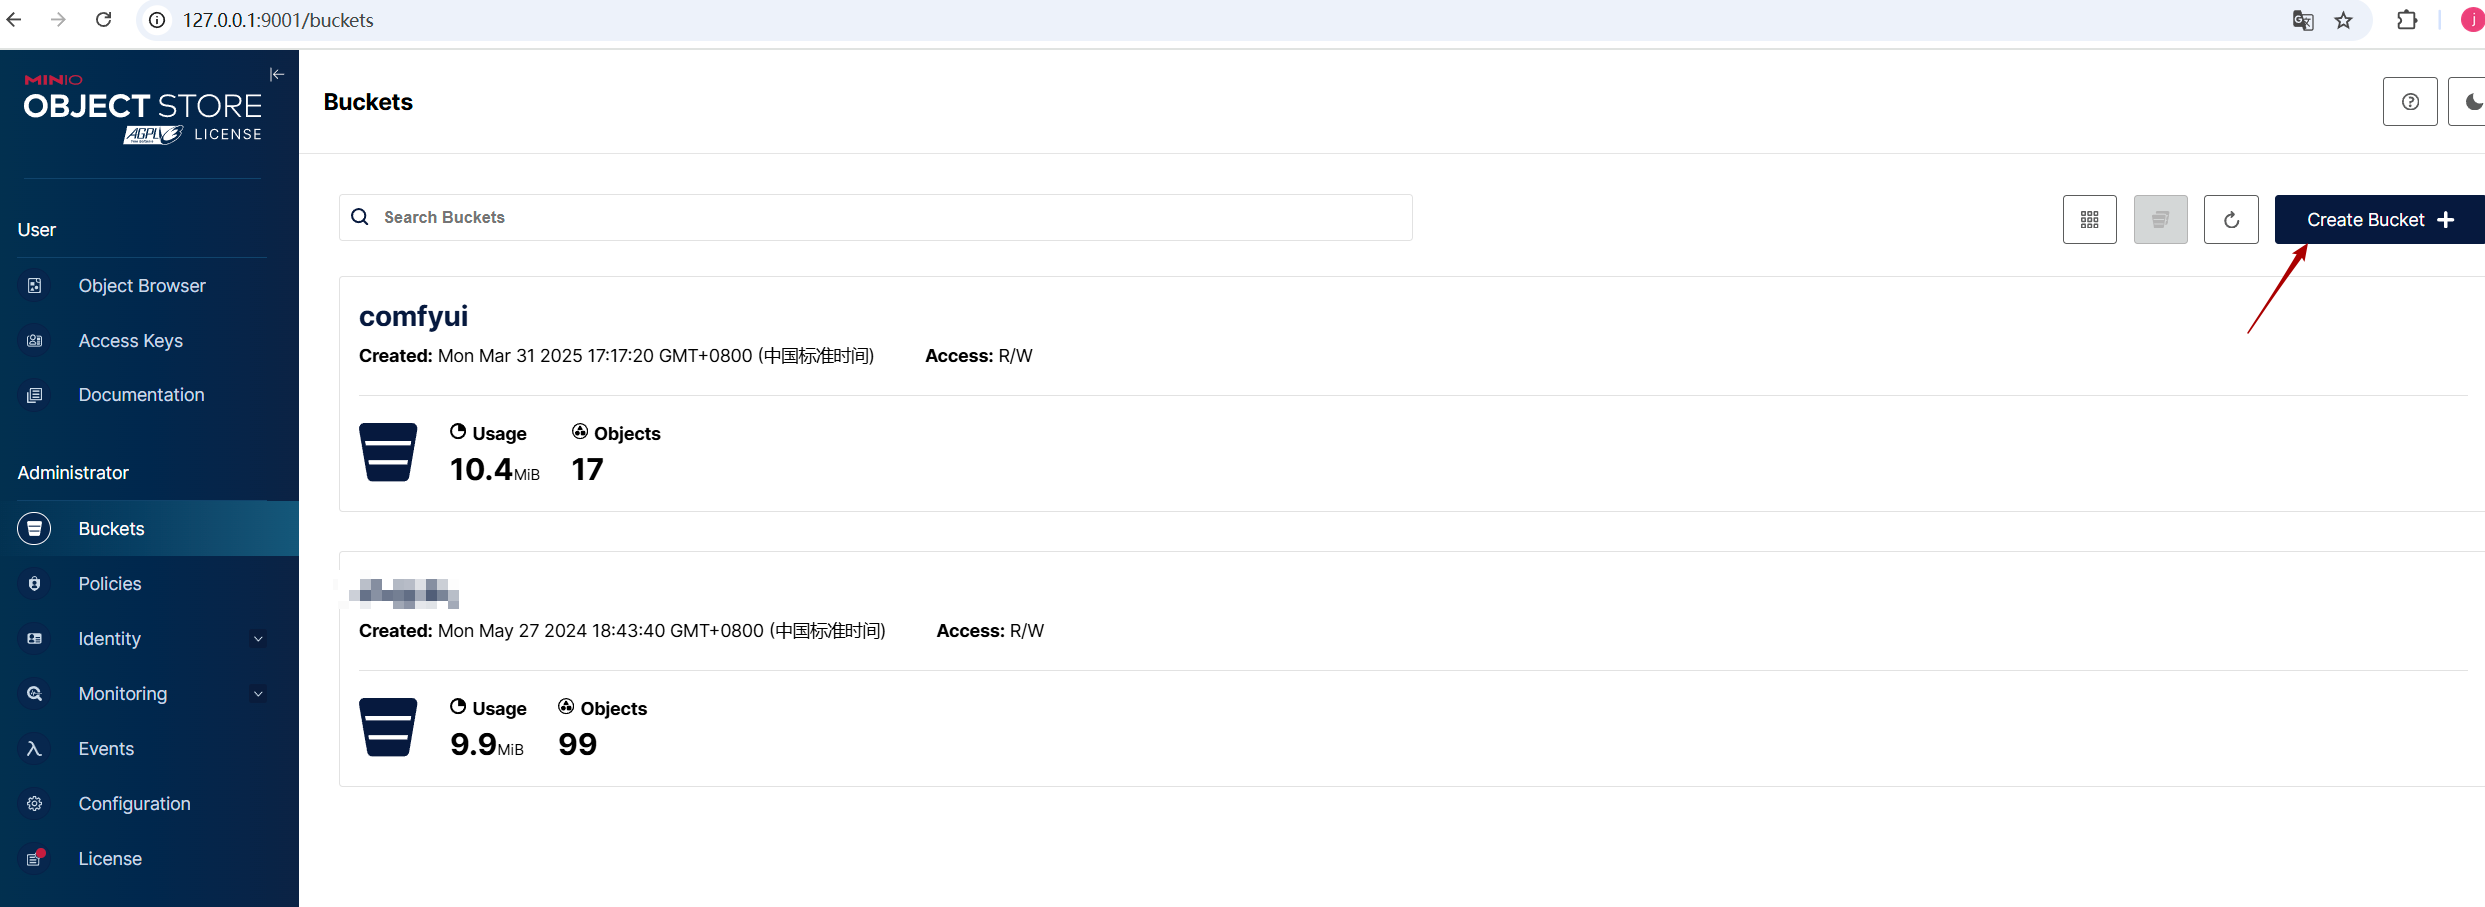 127.0.0.1:9001/buckets
j
MINIO
OBJECT STORE
AGPLv3 LICENSE
Buckets
User
Search Buckets
Create Bucket
Object Browser
Access Keys
Documentation
comfyui
Created: Mon Mar 31 2025 17:17:20 GMT+0800 (中国标准时间) Access: R/W
Usage Objects
10.4MiB 17
Administrator
Buckets
Policies
Identity
Monitoring
Events
Configuration
License
Created: Mon May 27 2024 18:43:40 GMT+0800 (中国标准时间) Access: R/W
Usage Objects
9.9MiB 99